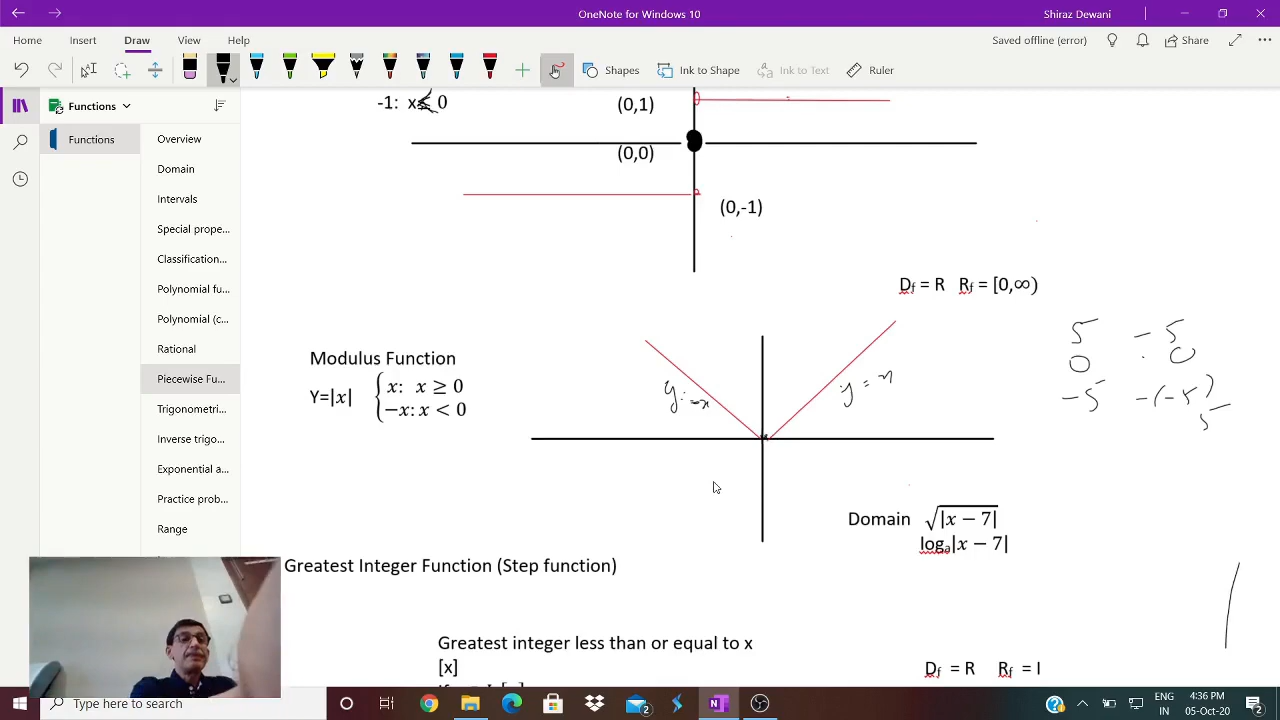 OneNote for Windows 10
Shiraz Dewani
Home Insert Draw View Help
Saved offline (error)
Share
Shapes
Ink to Shape
Ink to Text
Ruler
Functions
Functions
Overview
Domain
Intervals
Special prope...
Classification...
Polynomial fu...
Polynomial (c...
Rational
Piecewise Fu...
Trigonometri...
Inverse trigo...
Exponential a...
Practice prob...
Range
-1: x< 0
(0,1)
(0,0)
(0,-1)
Df = R Rf = [0,∞)
Modulus Function
Y=|x| {x: x ≥ 0
−x: x < 0
y = -x
y = x
5 - 5
0 . 0
-5 -(-5)
5
Domain √|x − 7|
loga|x − 7|
Greatest Integer Function (Step function)
Greatest integer less than or equal to x
[x]
Df = R Rf = I
Type here to search
ENG
IN
4:36 PM
05-Oct-20